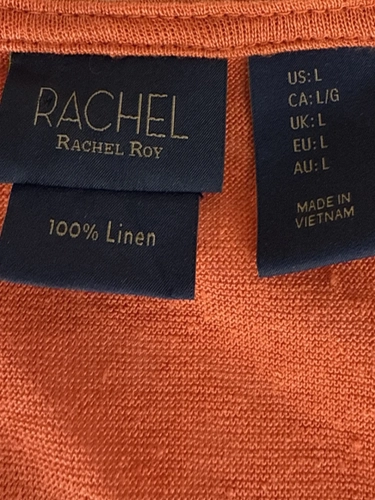 RACHEL
RACHEL ROY
100% Linen
US: L
CA: L/G
UK: L
EU: L
AU: L
MADE IN
VIETNAM